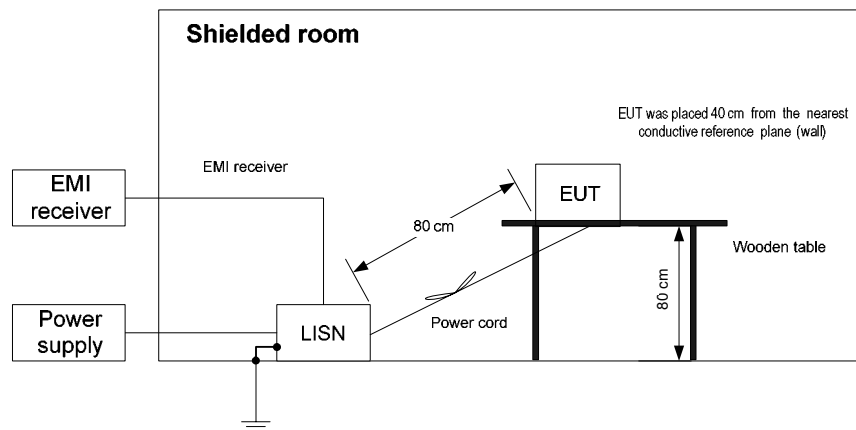 Shielded room
EUT was placed 40 cm from the nearest
conductive reference plane (wall)
EMI receiver
EMI
receiver
EUT
80 cm
Wooden table
80 cm
Power
supply
LISN
Power cord